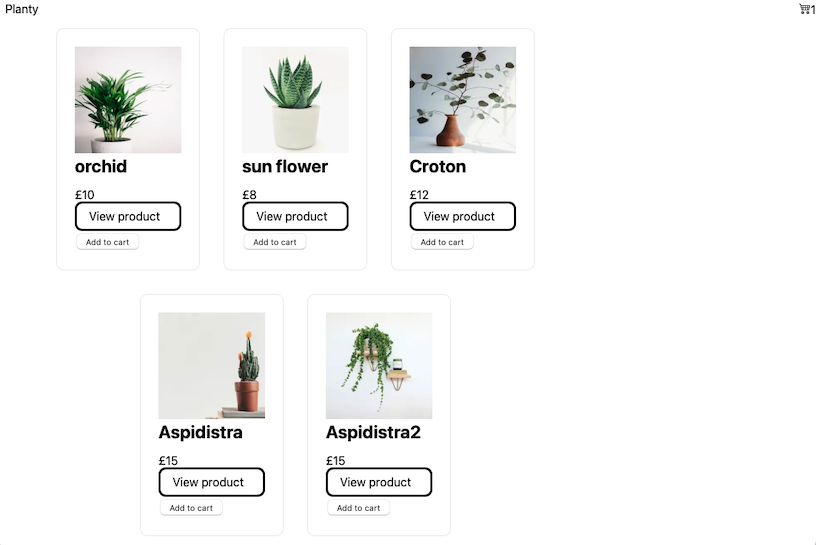 Planty
1
orchid
£10
View product
Add to cart
sun flower
£8
View product
Add to cart
Croton
£12
View product
Add to cart
Aspidistra
£15
View product
Add to cart
Aspidistra2
£15
View product
Add to cart